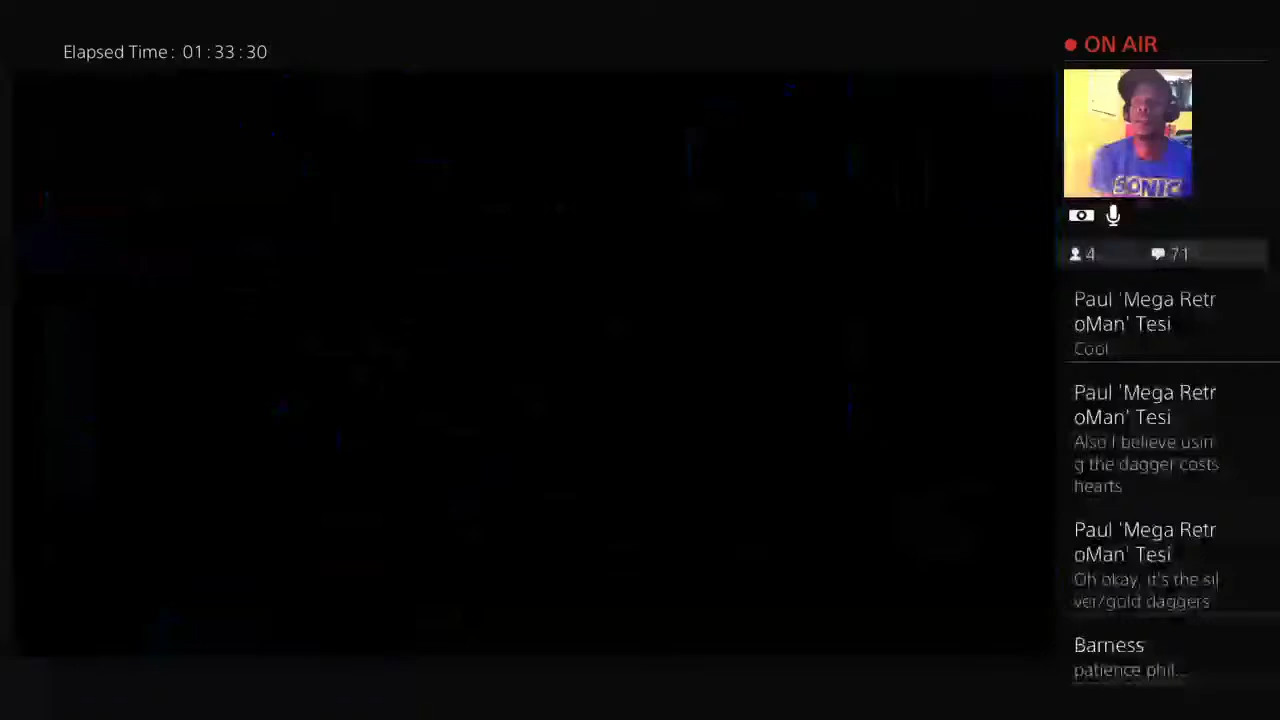 Elapsed Time: 01:33:30
ON AIR
SONIC
4 71
Paul 'Mega Retr
oMan' Tesi
Cool
Paul 'Mega Retr
oMan' Tesi
Also I believe usin
g the dagger costs
hearts
Paul 'Mega Retr
oMan' Tesi
Oh okay, it's the sil
ver/gold daggers
Barness
patience phil...